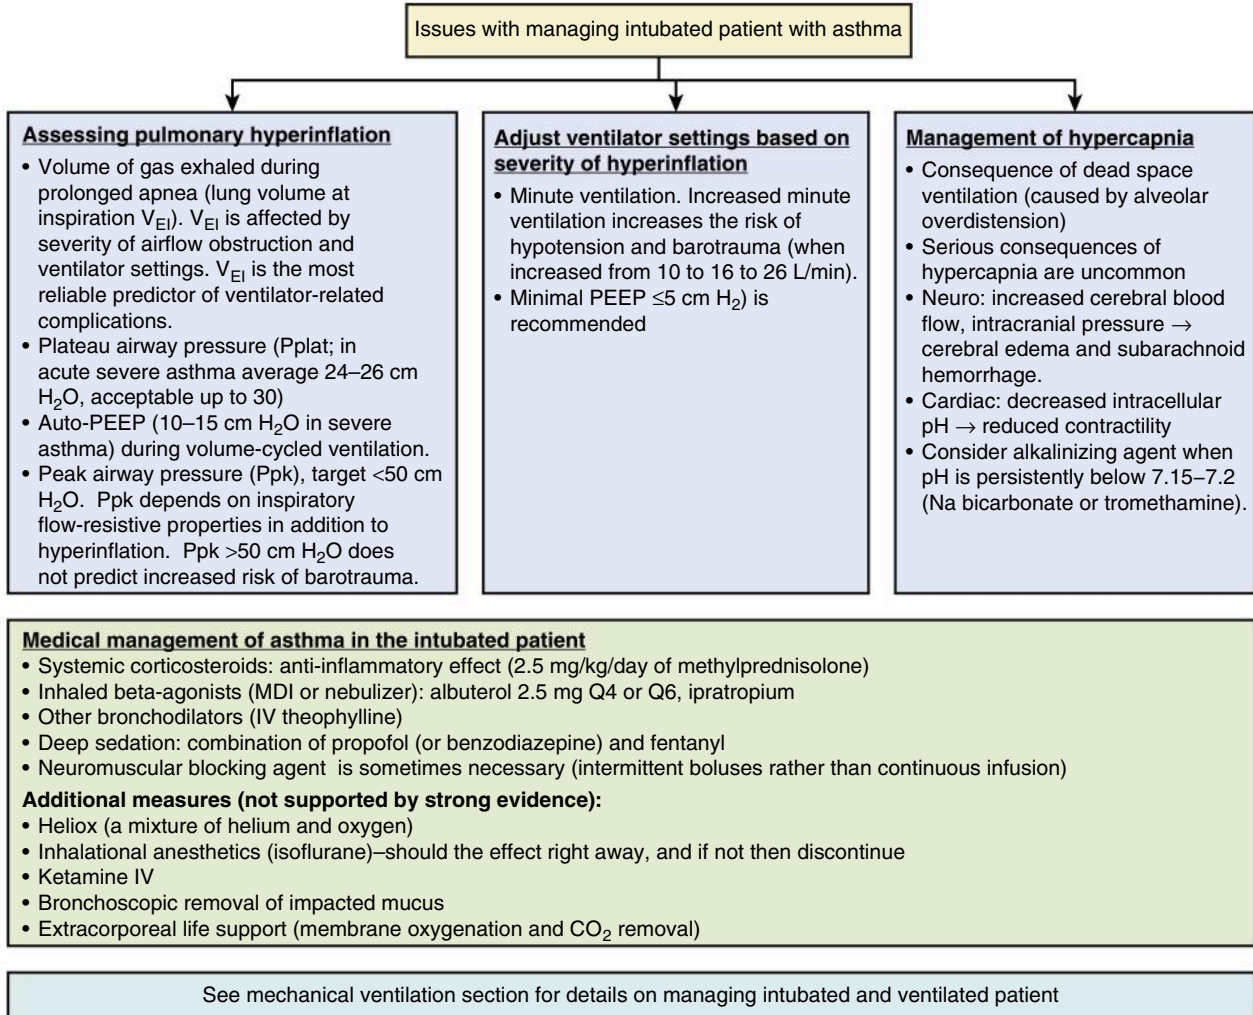 Issues with managing intubated patient with asthma
Assessing pulmonary hyperinflation
• Volume of gas exhaled during
prolonged apnea (lung volume at
inspiration V_EI). V_EI is affected by
severity of airflow obstruction and
ventilator settings. V_EI is the most
reliable predictor of ventilator-related
complications.
• Plateau airway pressure (Pplat; in
acute severe asthma average 24–26 cm
H₂O, acceptable up to 30)
• Auto-PEEP (10–15 cm H₂O in severe
asthma) during volume-cycled ventilation.
• Peak airway pressure (Ppk), target <50 cm
H₂O. Ppk depends on inspiratory
flow-resistive properties in addition to
hyperinflation. Ppk >50 cm H₂O does
not predict increased risk of barotrauma.
Adjust ventilator settings based on
severity of hyperinflation
• Minute ventilation. Increased minute
ventilation increases the risk of
hypotension and barotrauma (when
increased from 10 to 16 to 26 L/min).
• Minimal PEEP ≤5 cm H₂) is
recommended
Management of hypercapnia
• Consequence of dead space
ventilation (caused by alveolar
overdistension)
• Serious consequences of
hypercapnia are uncommon
• Neuro: increased cerebral blood
flow, intracranial pressure →
cerebral edema and subarachnoid
hemorrhage.
• Cardiac: decreased intracellular
pH → reduced contractility
• Consider alkalinizing agent when
pH is persistently below 7.15–7.2
(Na bicarbonate or tromethamine).
Medical management of asthma in the intubated patient
• Systemic corticosteroids: anti-inflammatory effect (2.5 mg/kg/day of methylprednisolone)
• Inhaled beta-agonists (MDI or nebulizer): albuterol 2.5 mg Q4 or Q6, ipratropium
• Other bronchodilators (IV theophylline)
• Deep sedation: combination of propofol (or benzodiazepine) and fentanyl
• Neuromuscular blocking agent is sometimes necessary (intermittent boluses rather than continuous infusion)
Additional measures (not supported by strong evidence):
• Heliox (a mixture of helium and oxygen)
• Inhalational anesthetics (isoflurane)–should the effect right away, and if not then discontinue
• Ketamine IV
• Bronchoscopic removal of impacted mucus
• Extracorporeal life support (membrane oxygenation and CO₂ removal)
See mechanical ventilation section for details on managing intubated and ventilated patient